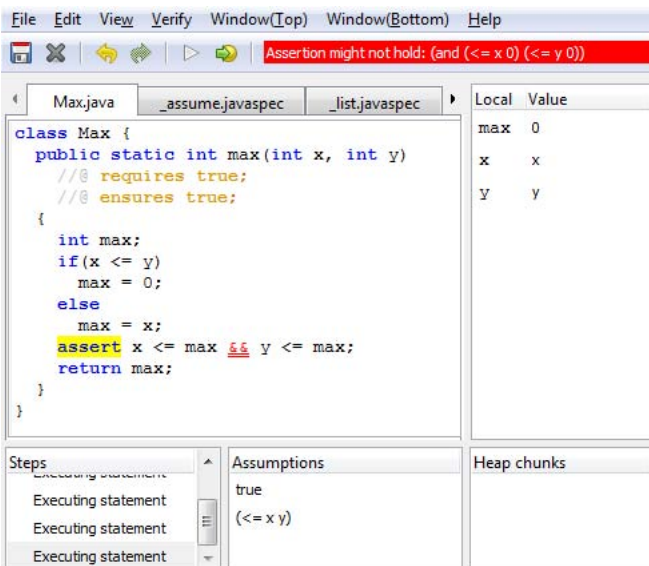 File Edit View Verify Window(Top) Window(Bottom) Help
Assertion might not hold: (and (<= x 0) (<= y 0))
Max.java _assume.javaspec _list.javaspec
class Max {
public static int max(int x, int y)
//@ requires true;
//@ ensures true;
{
int max;
if(x <= y)
max = 0;
else
max = x;
assert x <= max && y <= max;
return max;
}
}
Local Value
max 0
x x
y y
Steps
Executing statement
Executing statement
Executing statement
Executing statement
Assumptions
true
(<= x y)
Heap chunks